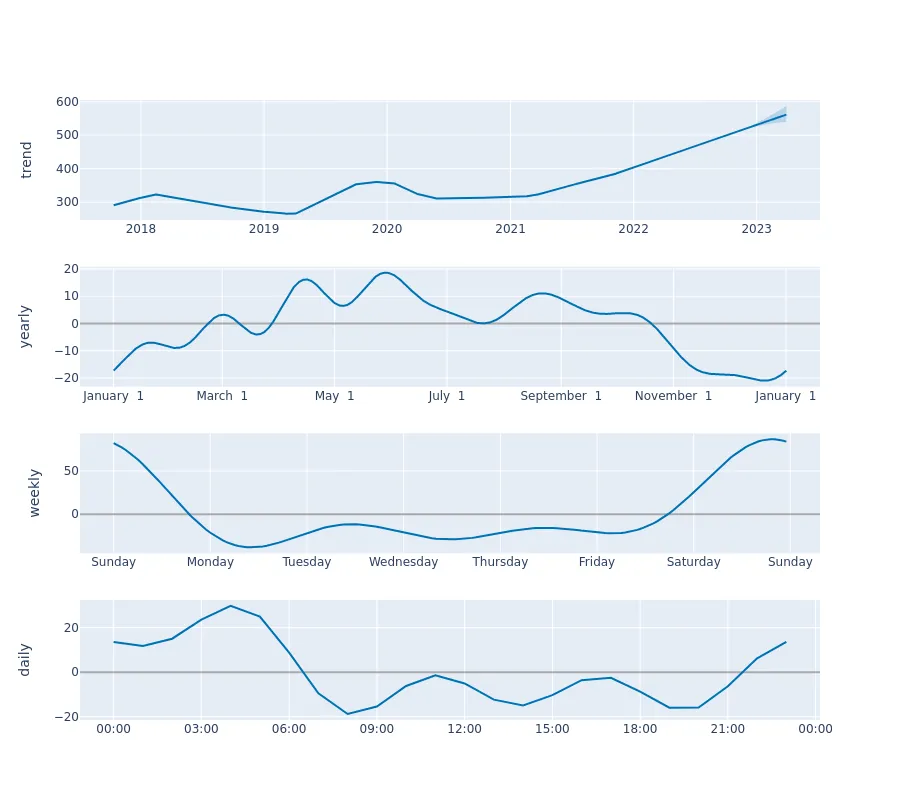 trend
600
500
400
300
2018 2019 2020 2021 2022 2023
yearly
20
10
0
−10
−20
January 1 March 1 May 1 July 1 September 1 November 1 January 1
weekly
50
0
Sunday Monday Tuesday Wednesday Thursday Friday Saturday Sunday
daily
20
0
−20
00:00 03:00 06:00 09:00 12:00 15:00 18:00 21:00 00:00